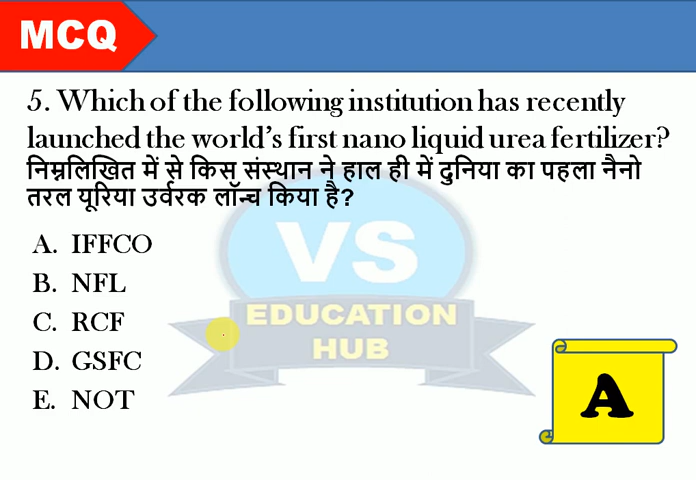 MCQ
5. Which of the following institution has recently
launched the world's first nano liquid urea fertilizer?
निम्नलिखित में से किस संस्थान ने हाल ही में दुनिया का पहला नैनो
तरल यूरिया उर्वरक लॉन्च किया है?
A. IFFCO
B. NFL
C. RCF
D. GSFC
E. NOT
VS
EDUCATION
HUB
A